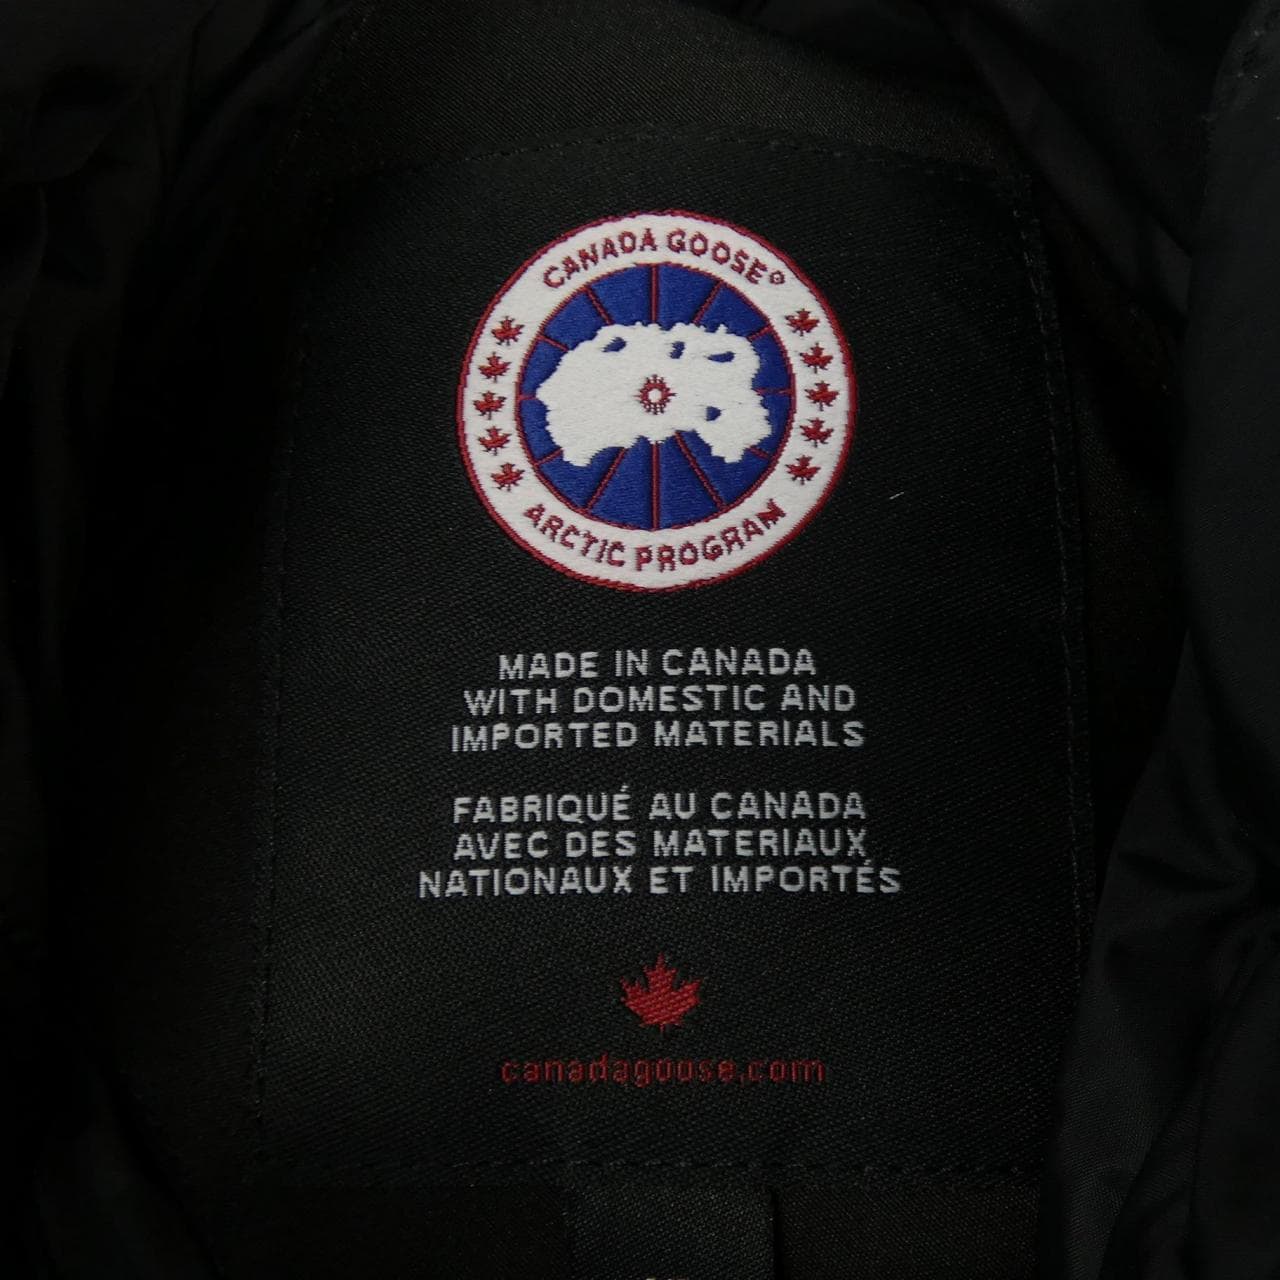 CANADA GOOSE®
ARCTIC PROGRAM
MADE IN CANADA
WITH DOMESTIC AND
IMPORTED MATERIALS
FABRIQUÉ AU CANADA
AVEC DES MATERIAUX
NATIONAUX ET IMPORTÉS
canadagoose.com